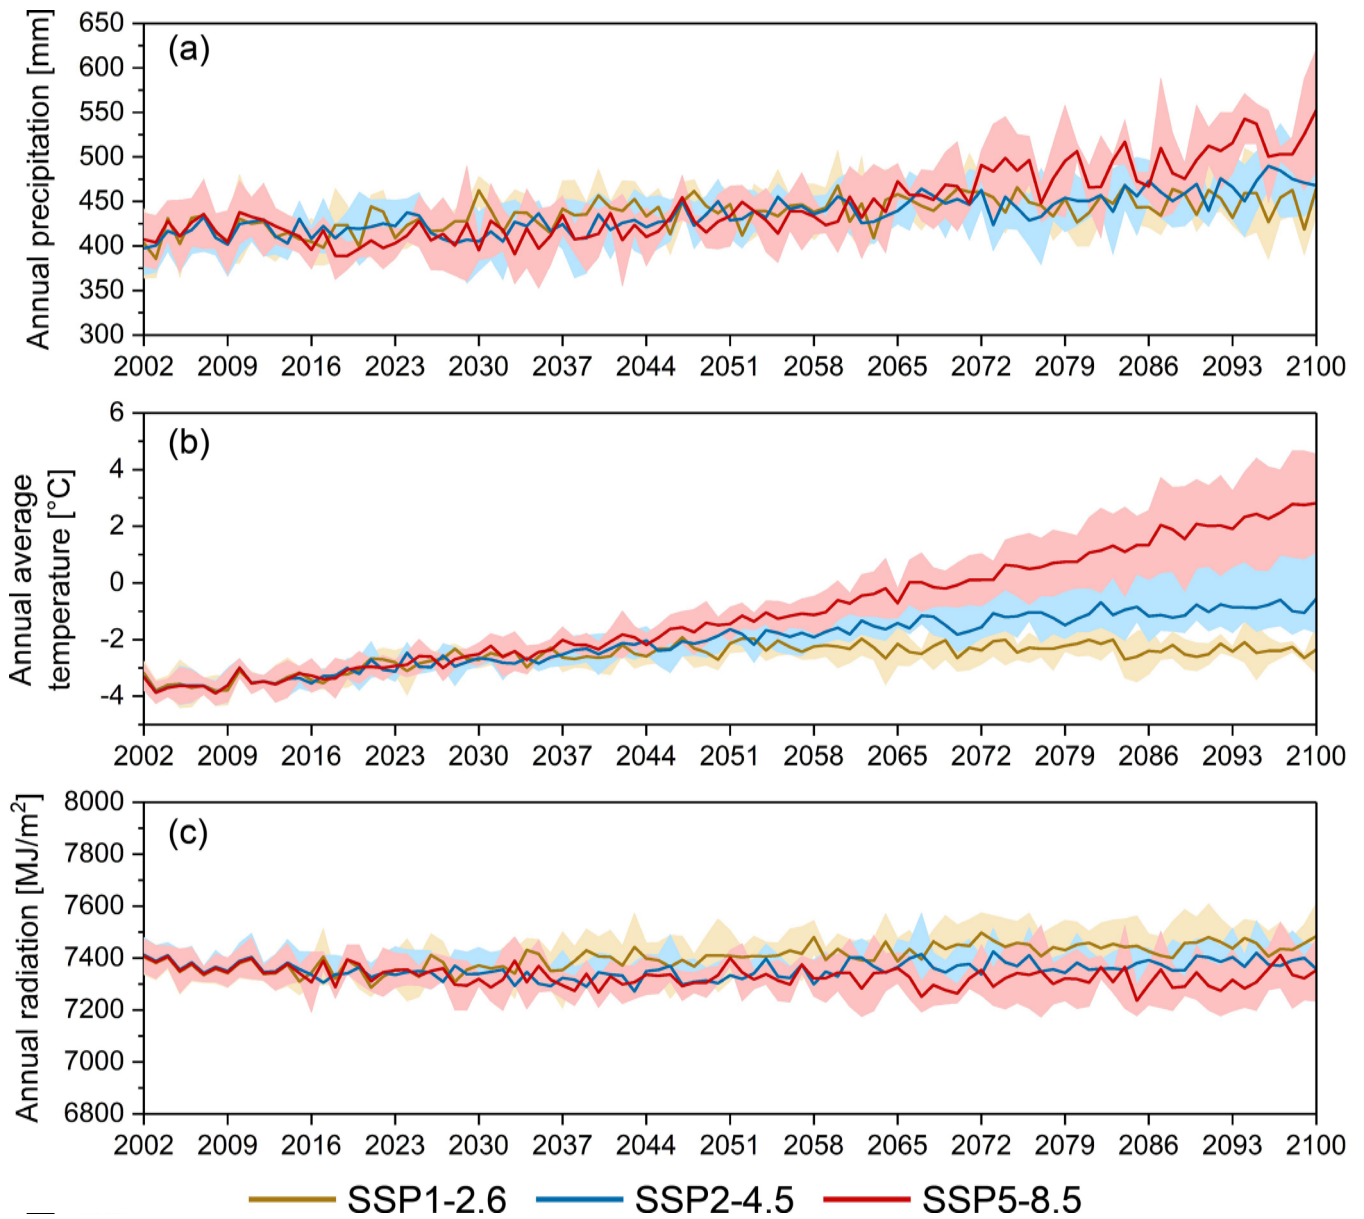 (a)
Annual precipitation [mm]
650
600
550
500
450
400
350
300
2002 2009 2016 2023 2030 2037 2044 2051 2058 2065 2072 2079 2086 2093 2100
(b)
Annual average
temperature [°C]
6
4
2
0
-2
-4
2002 2009 2016 2023 2030 2037 2044 2051 2058 2065 2072 2079 2086 2093 2100
(c)
Annual radiation [MJ/m²]
8000
7800
7600
7400
7200
7000
6800
2002 2009 2016 2023 2030 2037 2044 2051 2058 2065 2072 2079 2086 2093 2100
SSP1-2.6 SSP2-4.5 SSP5-8.5